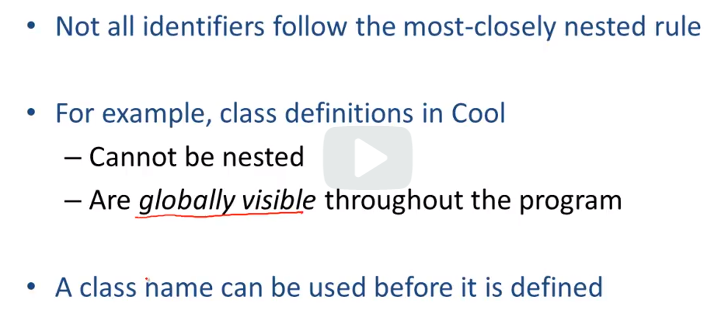 • Not all identifiers follow the most-closely nested rule
• For example, class definitions in Cool
– Cannot be nested
– Are globally visible throughout the program
• A class name can be used before it is defined